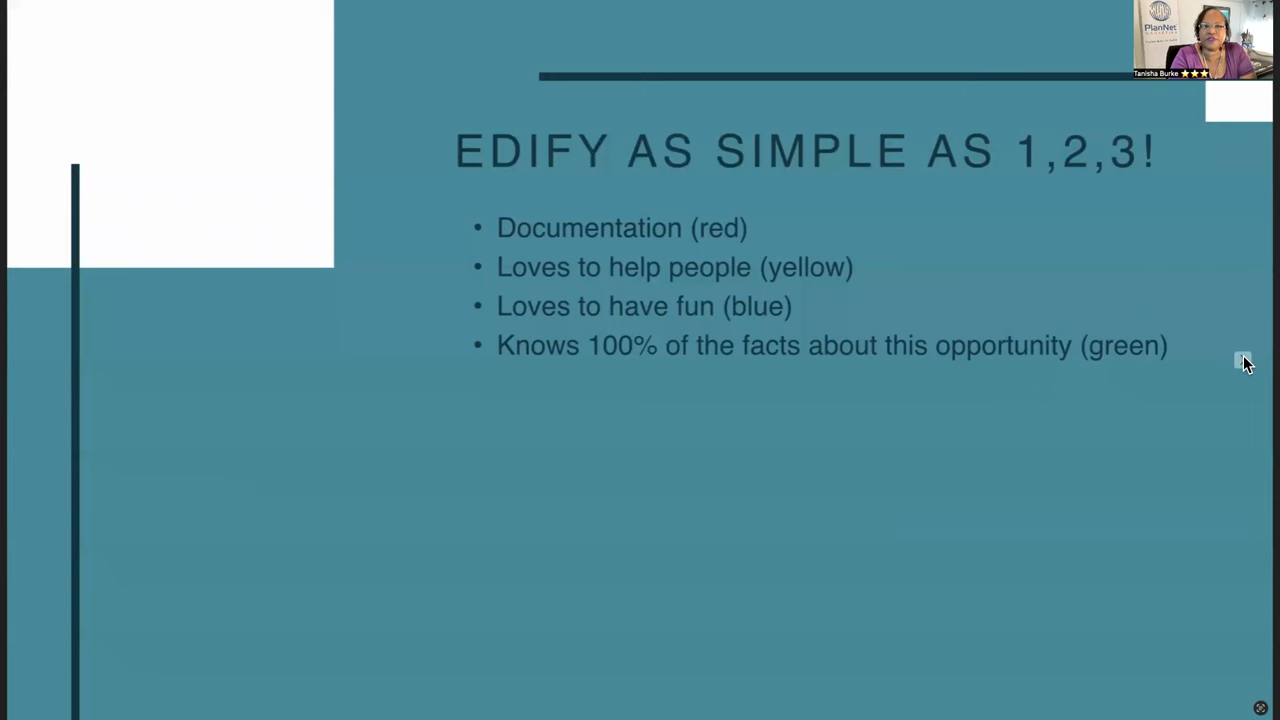 PlanNet
Tanisha Burke ⭐⭐⭐
EDIFY AS SIMPLE AS 1,2,3!
• Documentation (red)
• Loves to help people (yellow)
• Loves to have fun (blue)
• Knows 100% of the facts about this opportunity (green)